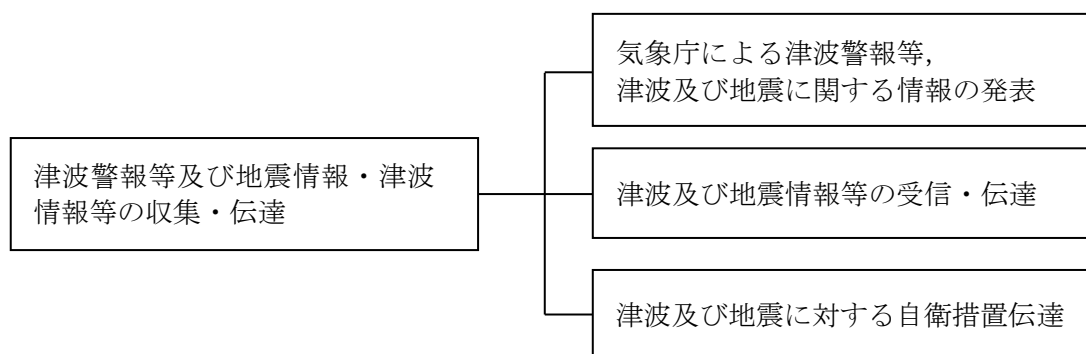 津波警報等及び地震情報・津波
情報等の収集・伝達
気象庁による津波警報等,
津波及び地震に関する情報の発表
津波及び地震情報等の受信・伝達
津波及び地震に対する自衛措置伝達